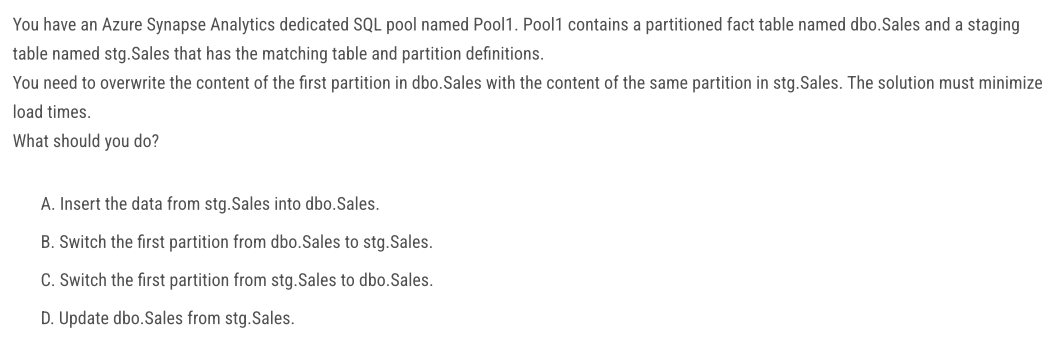 You have an Azure Synapse Analytics dedicated SQL pool named Pool1. Pool1 contains a partitioned fact table named dbo.Sales and a staging
table named stg.Sales that has the matching table and partition definitions.
You need to overwrite the content of the first partition in dbo.Sales with the content of the same partition in stg.Sales. The solution must minimize
load times.
What should you do?
A. Insert the data from stg.Sales into dbo.Sales.
B. Switch the first partition from dbo.Sales to stg.Sales.
C. Switch the first partition from stg.Sales to dbo.Sales.
D. Update dbo.Sales from stg.Sales.